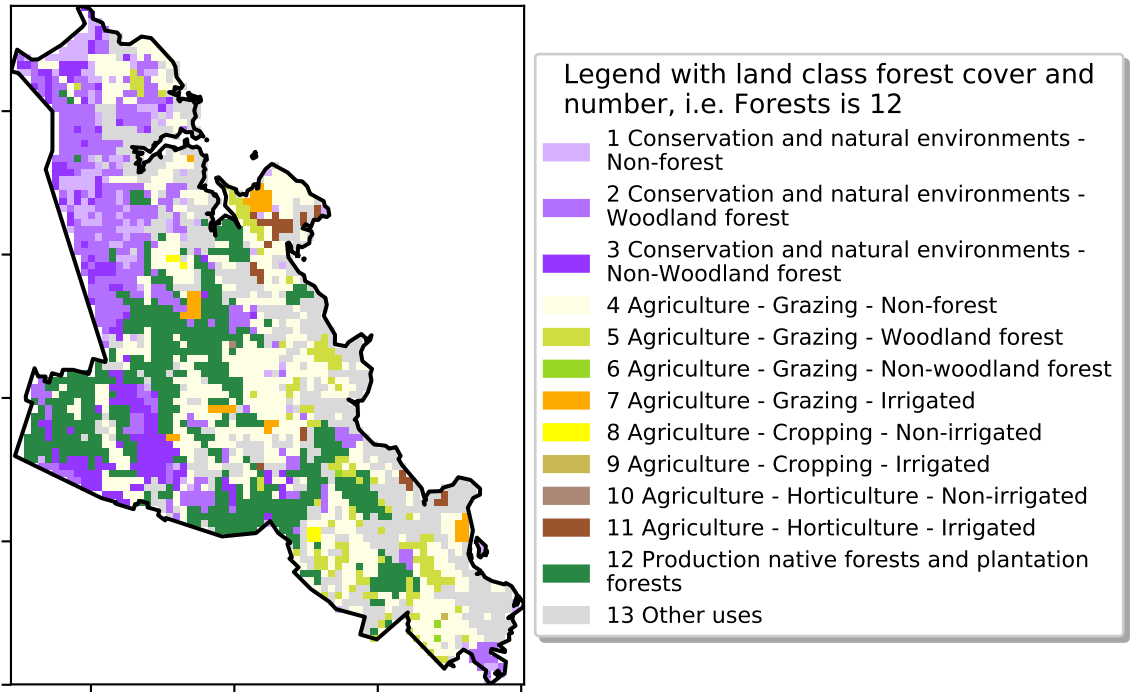 Legend with land class forest cover and
number, i.e. Forests is 12
1 Conservation and natural environments -
Non-forest
2 Conservation and natural environments -
Woodland forest
3 Conservation and natural environments -
Non-Woodland forest
4 Agriculture - Grazing - Non-forest
5 Agriculture - Grazing - Woodland forest
6 Agriculture - Grazing - Non-woodland forest
7 Agriculture - Grazing - Irrigated
8 Agriculture - Cropping - Non-irrigated
9 Agriculture - Cropping - Irrigated
10 Agriculture - Horticulture - Non-irrigated
11 Agriculture - Horticulture - Irrigated
12 Production native forests and plantation
forests
13 Other uses